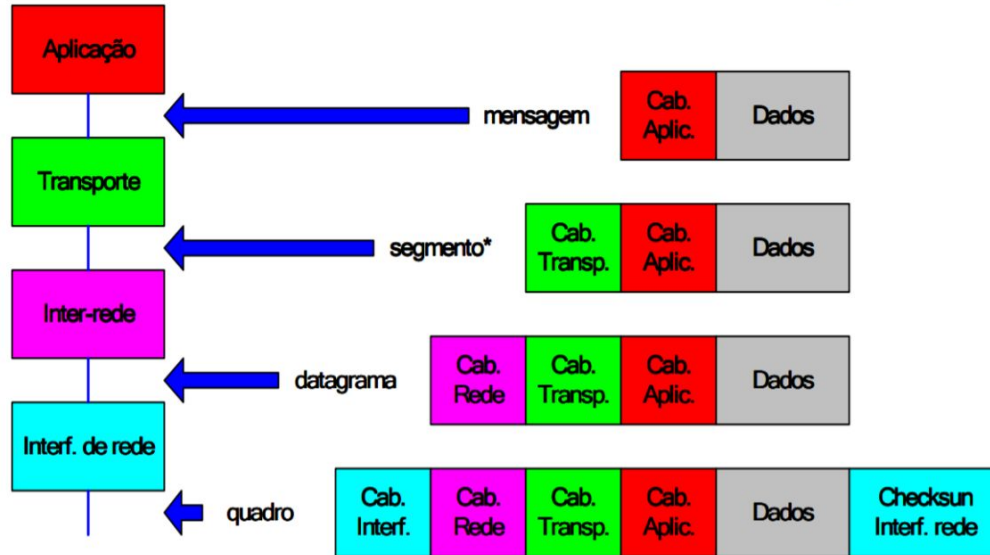 Aplicação
mensagem
Cab.
Aplic.
Dados
Transporte
segmento*
Cab.
Transp.
Cab.
Aplic.
Dados
Inter-rede
datagrama
Cab.
Rede
Cab.
Transp.
Cab.
Aplic.
Dados
Interf. de rede
quadro
Cab.
Interf.
Cab.
Rede
Cab.
Transp.
Cab.
Aplic.
Dados
Checksun
Interf. rede